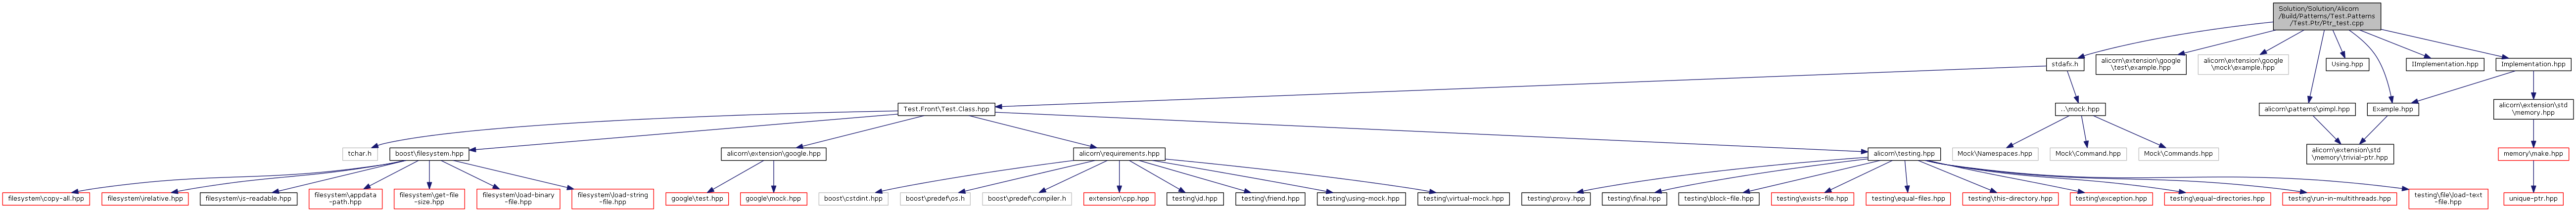 Solution/Solution/Alicorn
/Build/Patterns/Test.Patterns
/Test.Ptr/Ptr_test.cpp
stdafx.h
alicorn\extension\google
\test\example.hpp
alicorn\extension\google
\mock\example.hpp
Using.hpp
IImplementation.hpp
Implementation.hpp
Test.Front\Test.Class.hpp
...\mock.hpp
alicorn\patterns\pimpl.hpp
Example.hpp
alicorn\extension\std
\memory.hpp
tchar.h
boost\filesystem.hpp
alicorn\extension\google.hpp
alicorn\requirements.hpp
alicorn\testing.hpp
Mock\Namespaces.hpp
Mock\Command.hpp
Mock\Commands.hpp
alicorn\extension\std
\memory\trivial-ptr.hpp
memory\make.hpp
filesystem\copy-all.hpp
filesystem\relative.hpp
filesystem\is-readable.hpp
filesystem\appdata
-path.hpp
filesystem\get-file
-size.hpp
filesystem\load-binary
-file.hpp
filesystem\load-string
-file.hpp
google\test.hpp
google\mock.hpp
boost\cstdint.hpp
boost\predef\os.h
boost\predef\compiler.h
extension\cpp.hpp
testing\id.hpp
testing\friend.hpp
testing\using-mock.hpp
testing\virtual-mock.hpp
testing\proxy.hpp
testing\final.hpp
testing\block-file.hpp
testing\exists-file.hpp
testing\equal-files.hpp
testing\this-directory.hpp
testing\exception.hpp
testing\equal-directories.hpp
testing\run-in-multithreads.hpp
testing\file\load-text
-file.hpp
unique-ptr.hpp